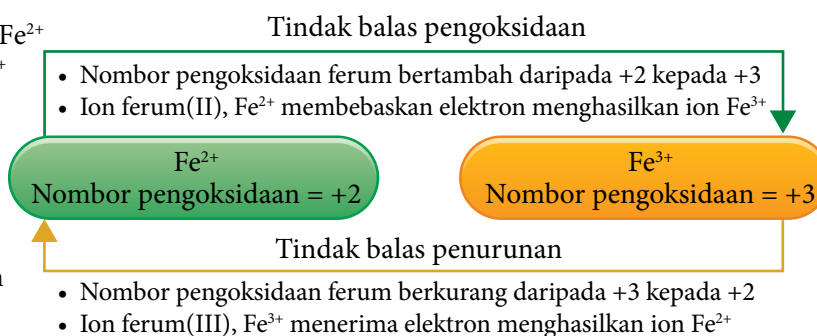 Fe²⁺
⁺
Tindak balas pengoksidaan
• Nombor pengoksidaan ferum bertambah daripada +2 kepada +3
• Ion ferum(II), Fe²⁺ membebaskan elektron menghasilkan ion Fe³⁺
Fe²⁺
Nombor pengoksidaan = +2
Fe³⁺
Nombor pengoksidaan = +3
Tindak balas penurunan
• Nombor pengoksidaan ferum berkurang daripada +3 kepada +2
• Ion ferum(III), Fe³⁺ menerima elektron menghasilkan ion Fe²⁺